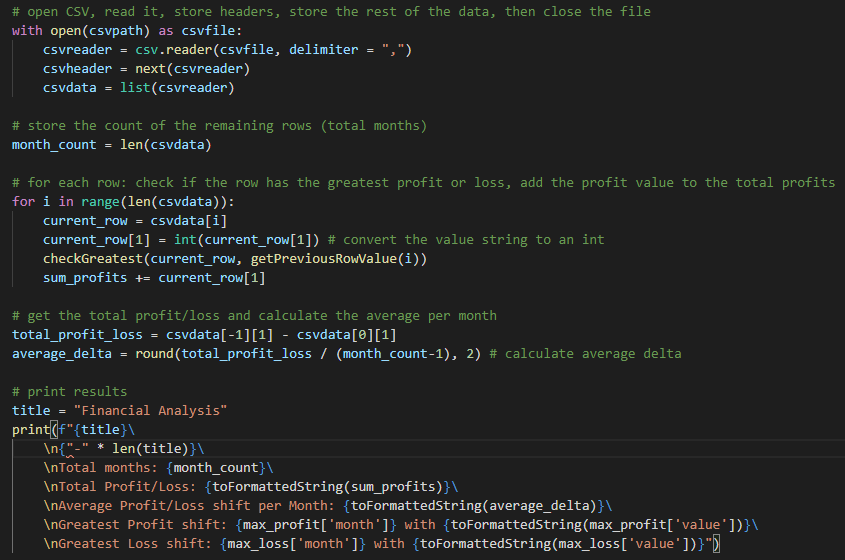 # open CSV, read it, store headers, store the rest of the data, then close the file
with open(csvpath) as csvfile:
    csvreader = csv.reader(csvfile, delimiter = ",")
    csvheader = next(csvreader)
    csvdata = list(csvreader)

# store the count of the remaining rows (total months)
month_count = len(csvdata)

# for each row: check if the row has the greatest profit or loss, add the profit value to the total profits
for i in range(len(csvdata)):
    current_row = csvdata[i]
    current_row[1] = int(current_row[1]) # convert the value string to an int
    checkGreatest(current_row, getPreviousRowValue(i))
    sum_profits += current_row[1]

# get the total profit/loss and calculate the average per month
total_profit_loss = csvdata[-1][1] - csvdata[0][1]
average_delta = round(total_profit_loss / (month_count-1), 2) # calculate average delta

# print results
title = "Financial Analysis"
print(f"{title}\
    \n{"-" * len(title)}\
    \nTotal months: {month_count}\
    \nTotal Profit/Loss: {toFormattedString(sum_profits)}\
    \nAverage Profit/Loss shift per Month: {toFormattedString(average_delta)}\
    \nGreatest Profit shift: {max_profit['month']} with {toFormattedString(max_profit['value'])}\
    \nGreatest Loss shift: {max_loss['month']} with {toFormattedString(max_loss['value'])}")